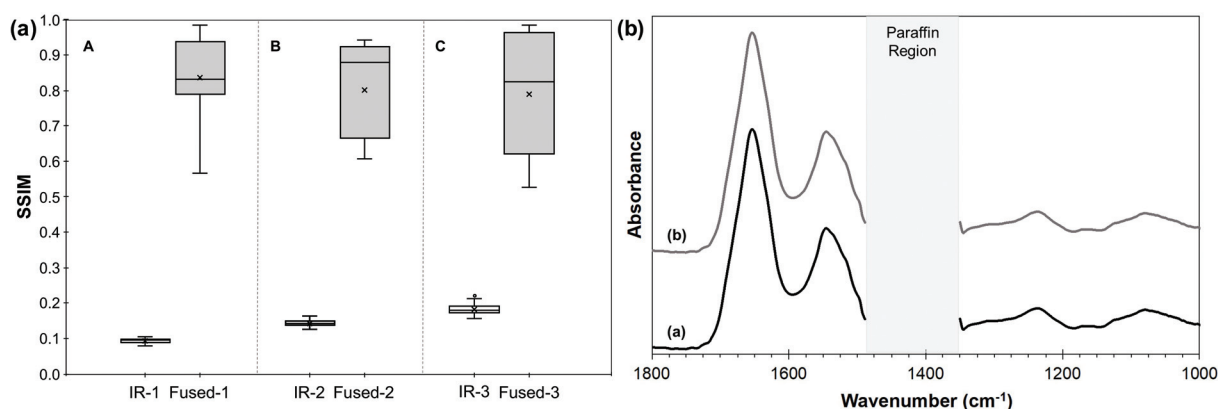 (a)
A
B
C
SSIM
1.0
0.9
0.8
0.7
0.6
0.5
0.4
0.3
0.2
0.1
0.0
IR-1 Fused-1
IR-2 Fused-2
IR-3 Fused-3
(b)
Paraffin
Region
Absorbance
(b)
(a)
1800 1600 1400 1200 1000
Wavenumber (cm⁻¹)